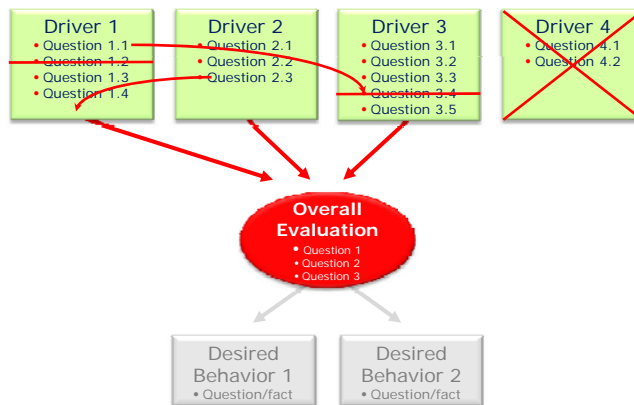 Driver 1
• Question 1.1
• Question 1.2
• Question 1.3
• Question 1.4
Driver 2
• Question 2.1
• Question 2.2
• Question 2.3
Driver 3
• Question 3.1
• Question 3.2
• Question 3.3
• Question 3.4
• Question 3.5
Driver 4
• Question 4.1
• Question 4.2
Overall
Evaluation
• Question 1
• Question 2
• Question 3
Desired
Behavior 1
• Question/fact
Desired
Behavior 2
• Question/fact